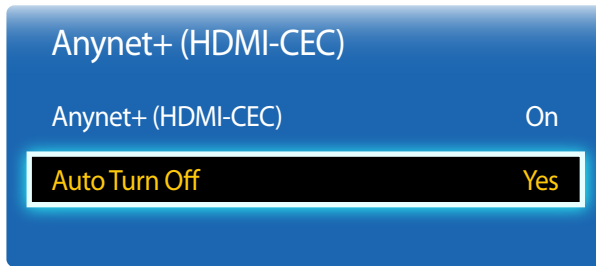 Anynet+ (HDMI-CEC)
Anynet+ (HDMI-CEC) On
Auto Turn Off Yes